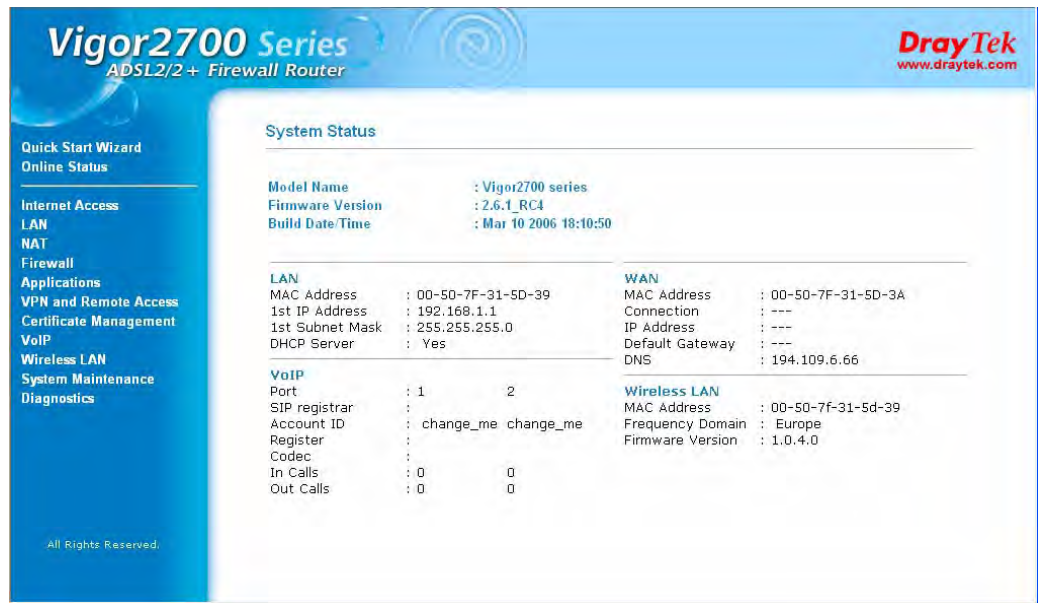 Vigor2700 Series
ADSL2/2+ Firewall Router
DrayTek
www.draytek.com
Quick Start Wizard
Online Status
Internet Access
LAN
NAT
Firewall
Applications
VPN and Remote Access
Certificate Management
VoIP
Wireless LAN
System Maintenance
Diagnostics
All Rights Reserved.
System Status
Model Name : Vigor2700 series
Firmware Version : 2.6.1_RC4
Build Date/Time : Mar 10 2006 18:10:50
LAN
MAC Address : 00-50-7F-31-5D-39
1st IP Address : 192.168.1.1
1st Subnet Mask : 255.255.255.0
DHCP Server : Yes
VoIP
Port : 1 2
SIP registrar :
Account ID : change_me change_me
Register :
Codec :
In Calls : 0 0
Out Calls : 0 0
WAN
MAC Address : 00-50-7F-31-5D-3A
Connection : ---
IP Address : ---
Default Gateway : ---
DNS : 194.109.6.66
Wireless LAN
MAC Address : 00-50-7f-31-5d-39
Frequency Domain : Europe
Firmware Version : 1.0.4.0